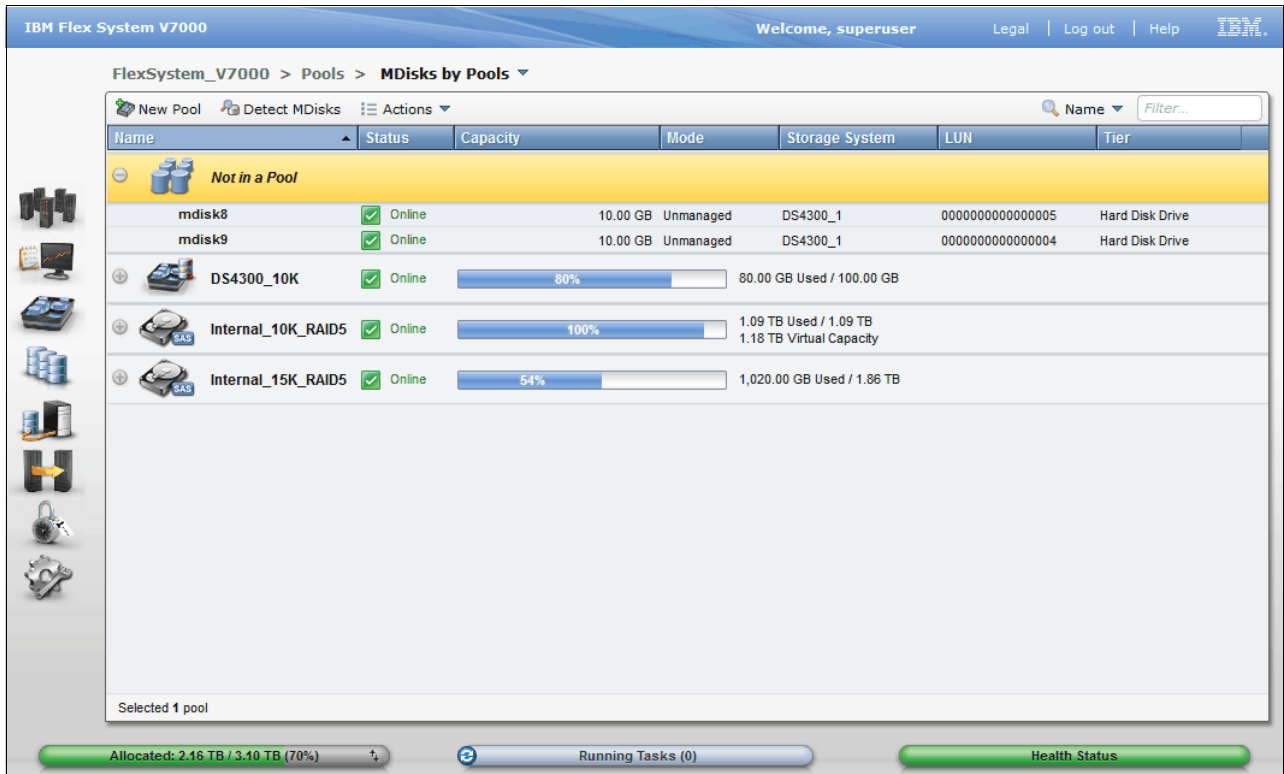 IBM Flex System V7000 Welcome, superuser Legal | Log out | Help IBM.
FlexSystem_V7000 > Pools > MDisks by Pools
New Pool Detect MDisks Actions Name Filter...
Name Status Capacity Mode Storage System LUN Tier
Not in a Pool
mdisk8 Online 10.00 GB Unmanaged DS4300_1 0000000000000005 Hard Disk Drive
mdisk9 Online 10.00 GB Unmanaged DS4300_1 0000000000000004 Hard Disk Drive
DS4300_10K Online 80% 80.00 GB Used / 100.00 GB
SAS Internal_10K_RAID5 Online 100% 1.09 TB Used / 1.09 TB
1.18 TB Virtual Capacity
SAS Internal_15K_RAID5 Online 54% 1,020.00 GB Used / 1.86 TB
Selected 1 pool
Allocated: 2.16 TB / 3.10 TB (70%) Running Tasks (0) Health Status